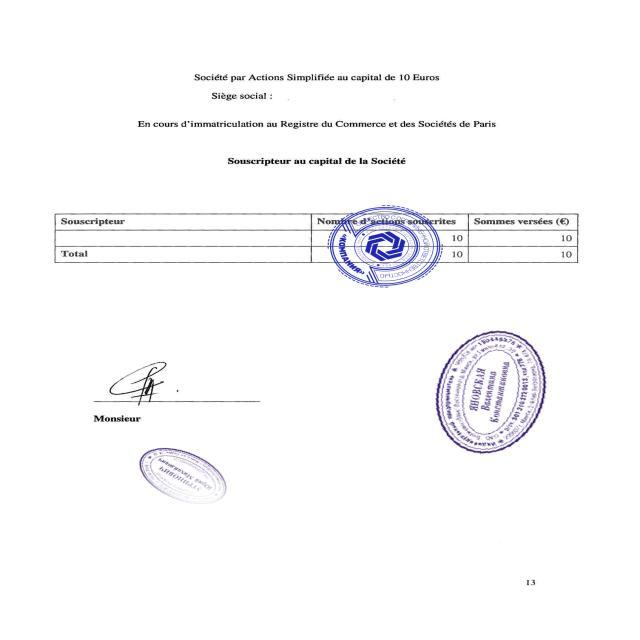 Société par Actions Simplifiée au capital de 10 Euros
Siège social :
En cours d'immatriculation au Registre du Commerce et des Sociétés de Paris
Souscripteur au capital de la Société
Souscripteur Nombre d'actions souscrites Sommes versées (€)
10 10
Total 10 10
«КОМПАНИЯ»
ЯНОВСКАЯ
Валентина
Константиновна
Monsieur
13